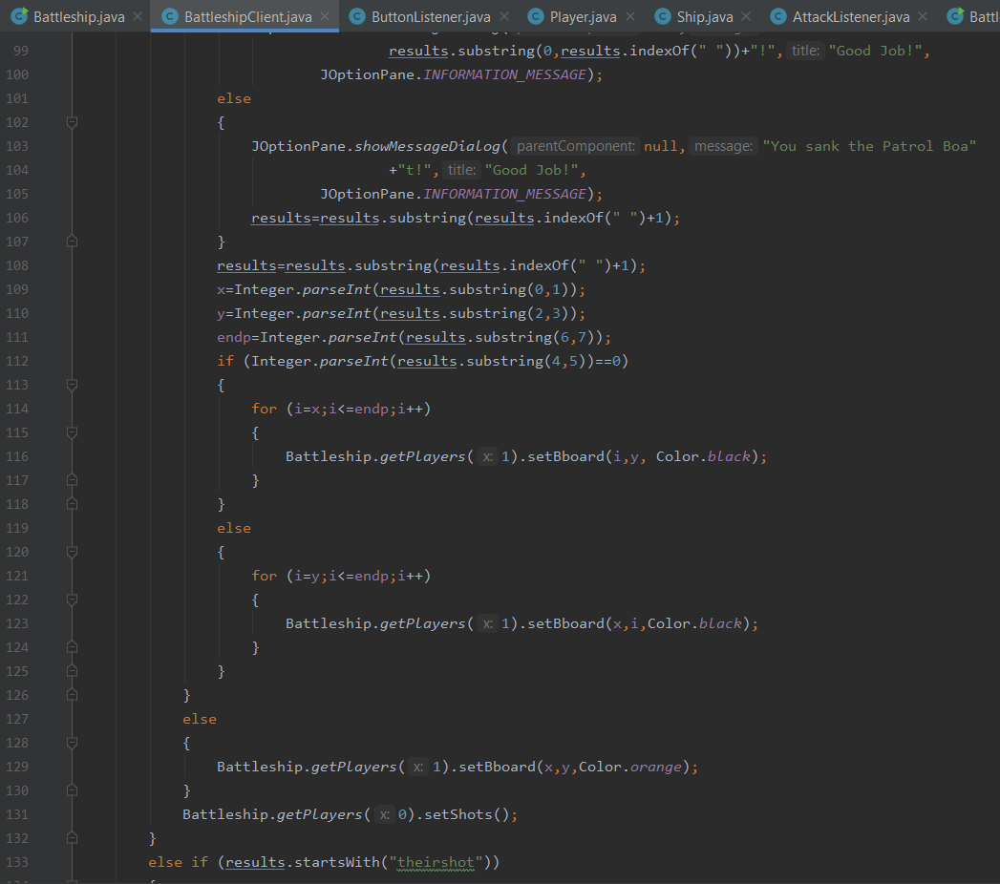 Battleship.java BattleshipClient.java ButtonListener.java Player.java Ship.java AttackListener.java Battl
99 results.substring(0,results.indexOf(" "))+"!", title: "Good Job!",
100 JOptionPane.INFORMATION_MESSAGE);
101 else
102 {
103 JOptionPane.showMessageDialog( parentComponent: null, message: "You sank the Patrol Boa"
104 +"t!", title: "Good Job!",
105 JOptionPane.INFORMATION_MESSAGE);
106 results=results.substring(results.indexOf(" ")+1);
107 }
108 results=results.substring(results.indexOf(" ")+1);
109 x=Integer.parseInt(results.substring(0,1));
110 y=Integer.parseInt(results.substring(2,3));
111 endp=Integer.parseInt(results.substring(6,7));
112 if (Integer.parseInt(results.substring(4,5))==0)
113 {
114 for (i=x;i<=endp;i++)
115 {
116 Battleship.getPlayers( x: 1).setBboard(i,y, Color.black);
117 }
118 }
119 else
120 {
121 for (i=y;i<=endp;i++)
122 {
123 Battleship.getPlayers( x: 1).setBboard(x,i,Color.black);
124 }
125 }
126 }
127 else
128 {
129 Battleship.getPlayers( x: 1).setBboard(x,y,Color.orange);
130 }
131 Battleship.getPlayers( x: 0).setShots();
132 }
133 else if (results.startsWith("theirshot"))